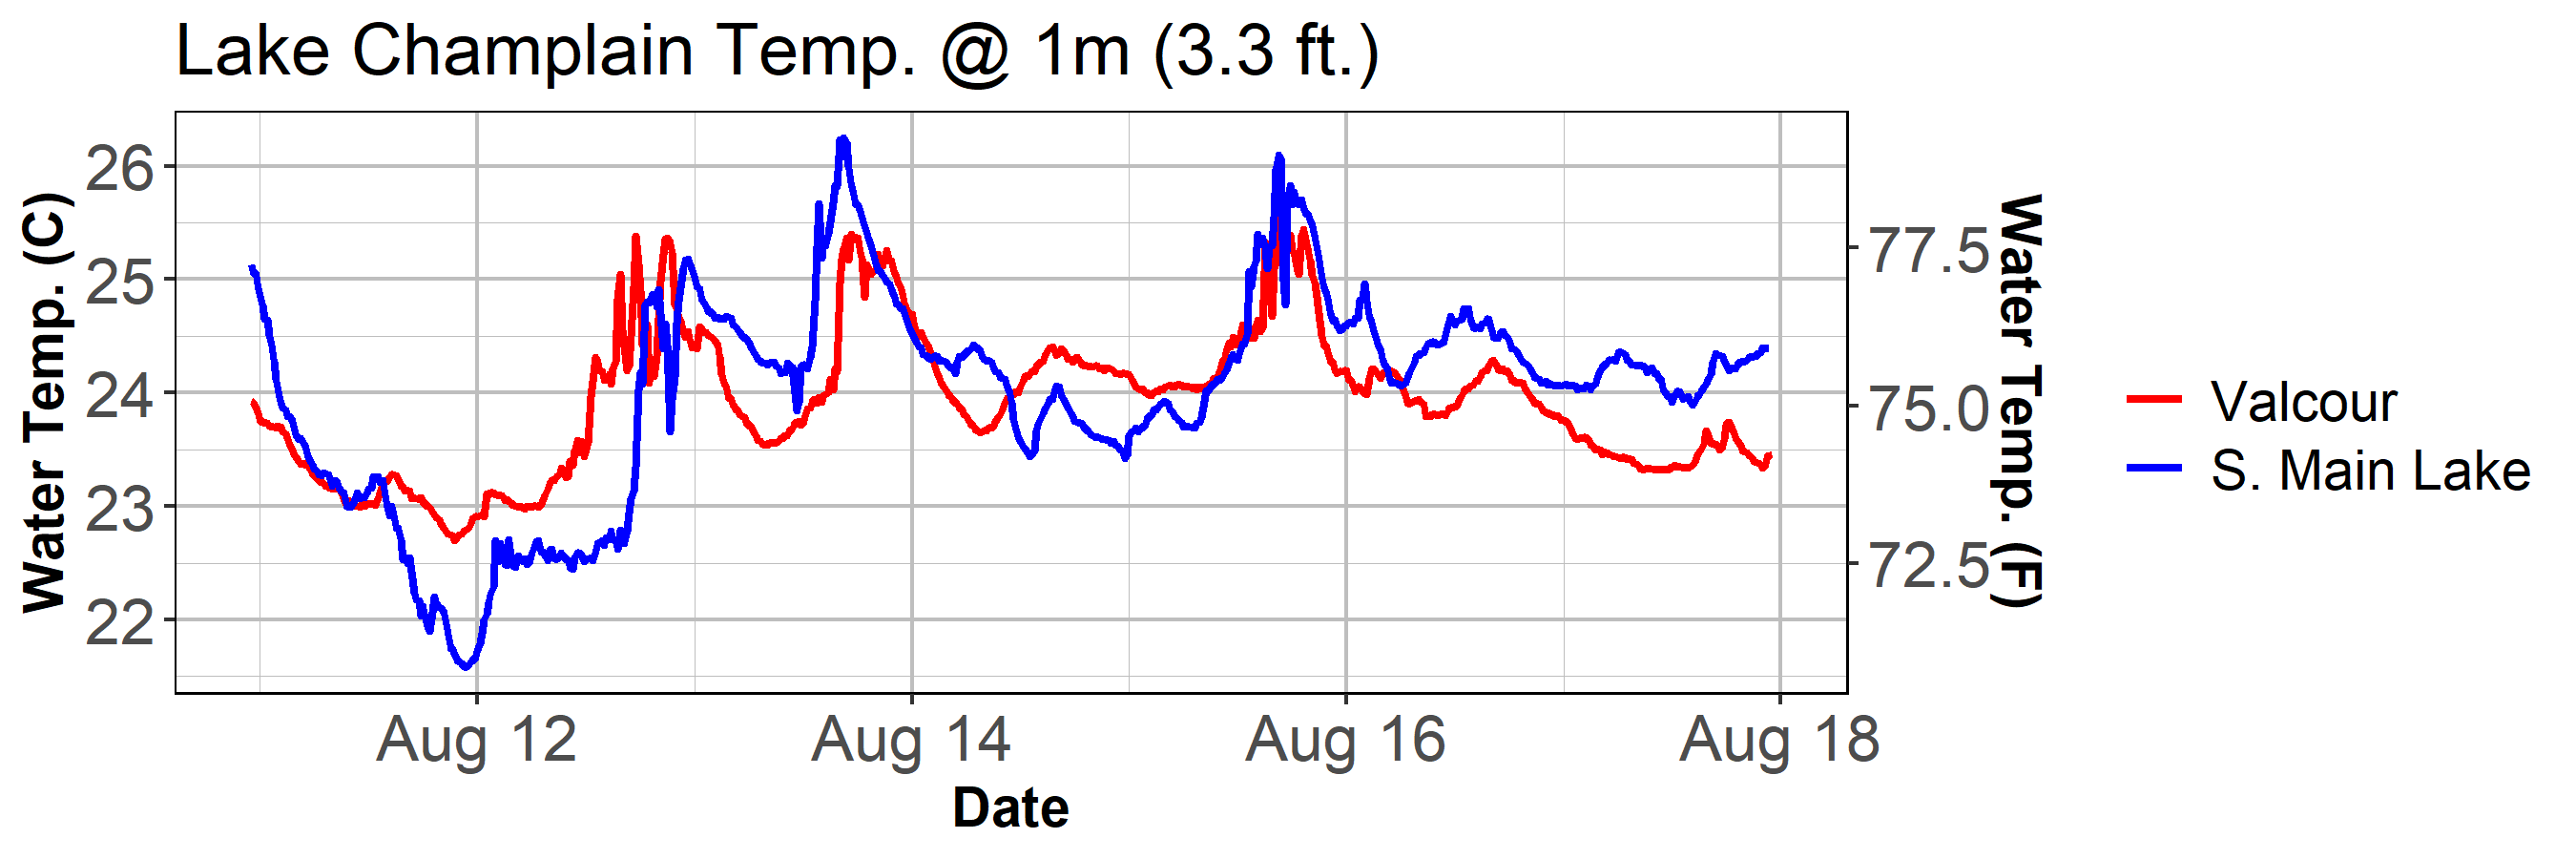 Lake Champlain Temp. @ 1m (3.3 ft.)
Water Temp. (C)
26
25
24
23
22
77.5
75.0
72.5
Water Temp. (F)
Valcour
S. Main Lake
Aug 12
Aug 14
Aug 16
Aug 18
Date